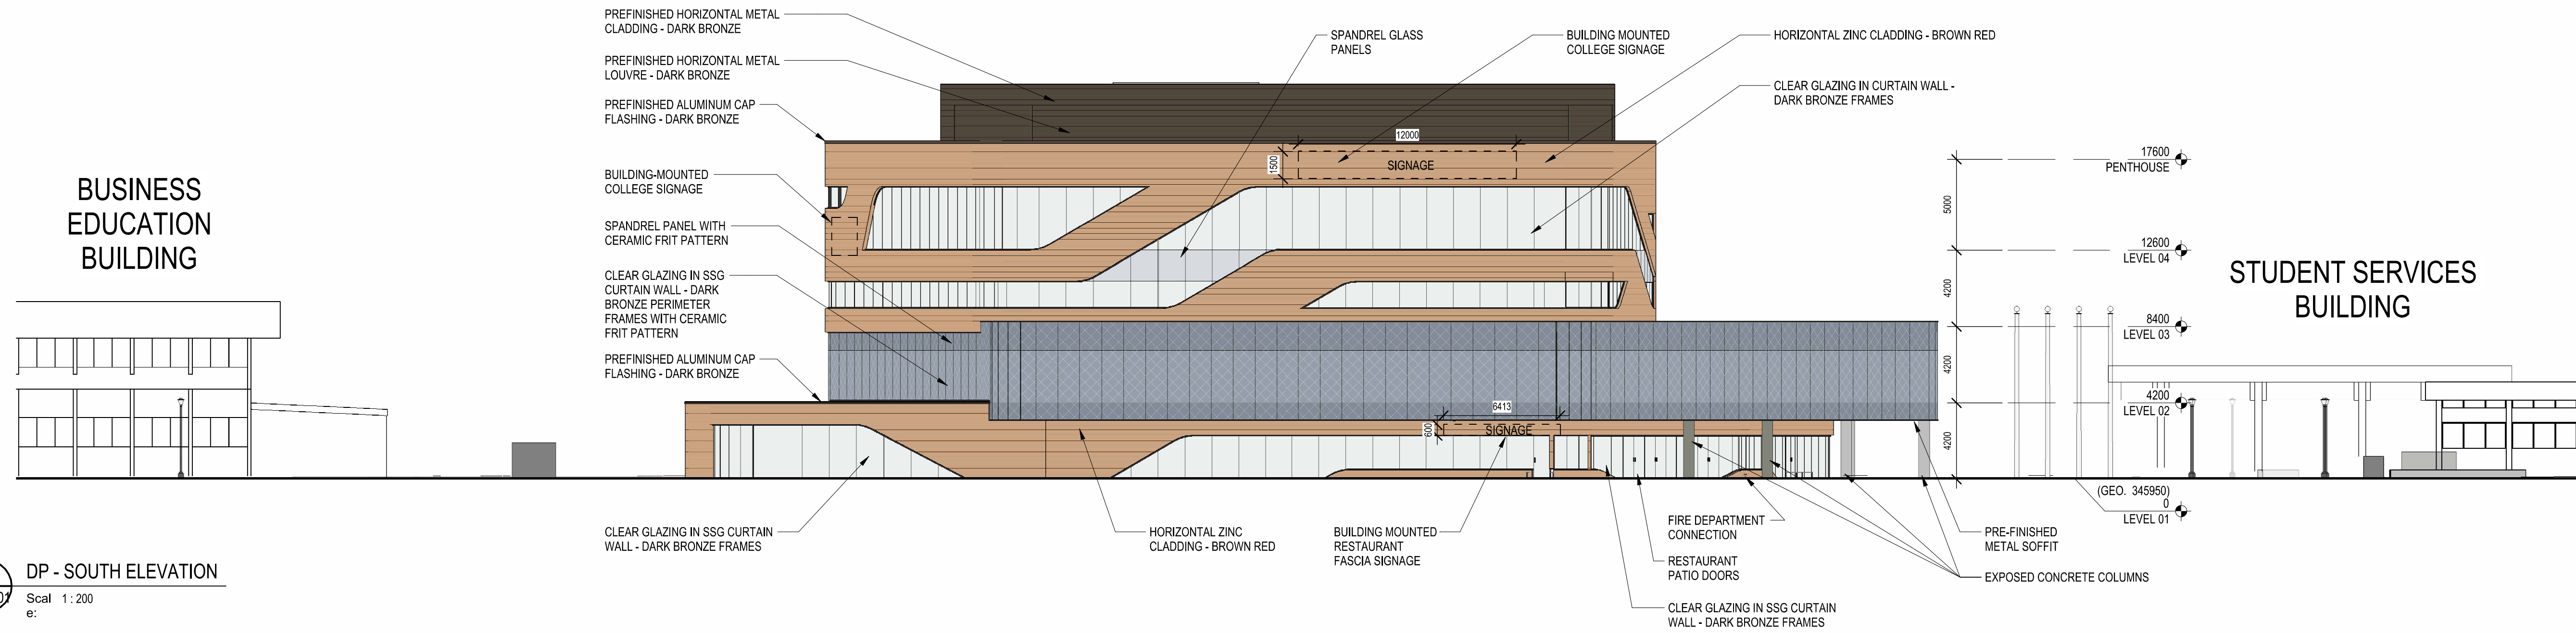 PREFINISHED HORIZONTAL METAL
CLADDING - DARK BRONZE
PREFINISHED HORIZONTAL METAL
LOUVRE - DARK BRONZE
PREFINISHED ALUMINUM CAP
FLASHING - DARK BRONZE
BUILDING-MOUNTED
COLLEGE SIGNAGE
SPANDREL PANEL WITH
CERAMIC FRIT PATTERN
CLEAR GLAZING IN SSG
CURTAIN WALL - DARK
BRONZE PERIMETER
FRAMES WITH CERAMIC
FRIT PATTERN
PREFINISHED ALUMINUM CAP
FLASHING - DARK BRONZE
SPANDREL GLASS
PANELS
BUILDING MOUNTED
COLLEGE SIGNAGE
HORIZONTAL ZINC CLADDING - BROWN RED
CLEAR GLAZING IN CURTAIN WALL -
DARK BRONZE FRAMES
12000
1500
SIGNAGE
BUSINESS
EDUCATION
BUILDING
STUDENT SERVICES
BUILDING
17600
PENTHOUSE
5000
12600
LEVEL 04
4200
8400
LEVEL 03
4200
4200
LEVEL 02
4200
(GEO. 345950)
0
LEVEL 01
6413
600
SIGNAGE
CLEAR GLAZING IN SSG CURTAIN
WALL - DARK BRONZE FRAMES
HORIZONTAL ZINC
CLADDING - BROWN RED
BUILDING MOUNTED
RESTAURANT
FASCIA SIGNAGE
FIRE DEPARTMENT
CONNECTION
RESTAURANT
PATIO DOORS
CLEAR GLAZING IN SSG CURTAIN
WALL - DARK BRONZE FRAMES
PRE-FINISHED
METAL SOFFIT
EXPOSED CONCRETE COLUMNS
DP - SOUTH ELEVATION
01
Scal 1 : 200
e: